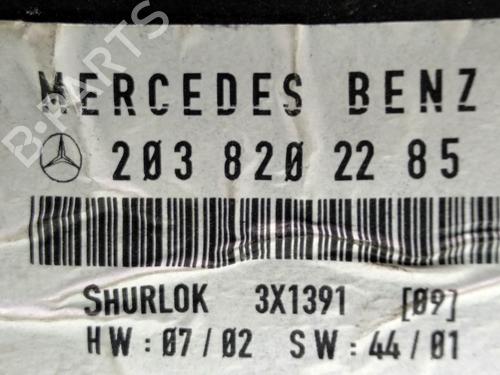 MERCEDES BENZ
203 820 22 85
SHURLOK 3X1391 [09]
HW : 07 / 02 SW : 44 / 01
B-PARTS